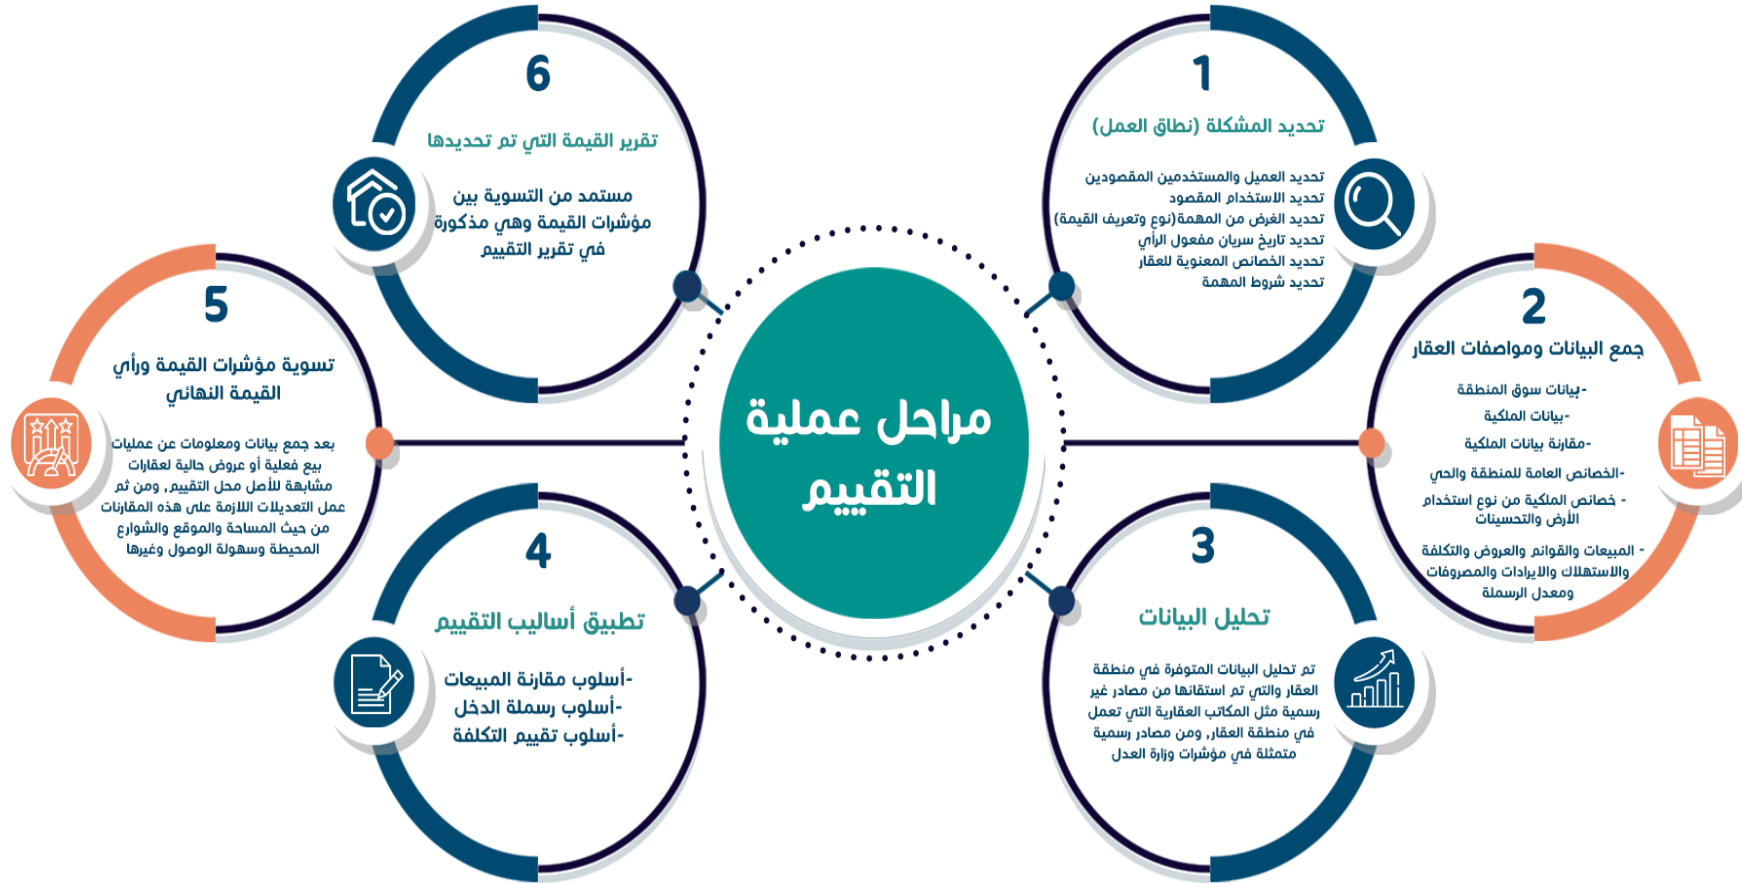 مراحل عملية
التقييم
1
تحديد المشكلة (نطاق العمل)
تحديد العميل والمستخدمين المقصودين
تحديد الاستخدام المقصود
تحديد الغرض من المهمة(نوع وتعريف القيمة)
تحديد تاريخ سريان مفعول الرأي
تحديد الخصائص المعنوية للعقار
تحديد شروط المهمة
2
جمع البيانات ومواصفات العقار
-بيانات سوق المنطقة
-بيانات الملكية
-مقارنة بيانات الملكية
-الخصائص العامة للمنطقة والحي
- خصائص الملكية من نوع استخدام
الأرض والتحسينات
- المبيعات والقوائم والعروض والتكلفة
والاستهلاك والايرادات والمصروفات
ومعدل الرسملة
3
تحليل البيانات
تم تحليل البيانات المتوفرة في منطقة
العقار والتي تم استقائها من مصادر غير
رسمية مثل المكاتب العقارية التي تعمل
في منطقة العقار, ومن مصادر رسمية
متمثلة في مؤشرات وزارة العدل
4
تطبيق أساليب التقييم
-أسلوب مقارنة المبيعات
-أسلوب رسملة الدخل
-أسلوب تقييم التكلفة
5
تسوية مؤشرات القيمة ورأي
القيمة النهائي
بعد جمع بيانات ومعلومات عن عمليات
بيع فعلية أو عروض حالية لعقارات
مشابهة للأصل محل التقييم, ومن ثم
عمل التعديلات اللازمة على هذه المقارنات
من حيث المساحة والموقع والشوارع
المحيطة وسهولة الوصول وغيرها
6
تقرير القيمة التي تم تحديدها
مستمد من التسوية بين
مؤشرات القيمة وهي مذكورة
في تقرير التقييم